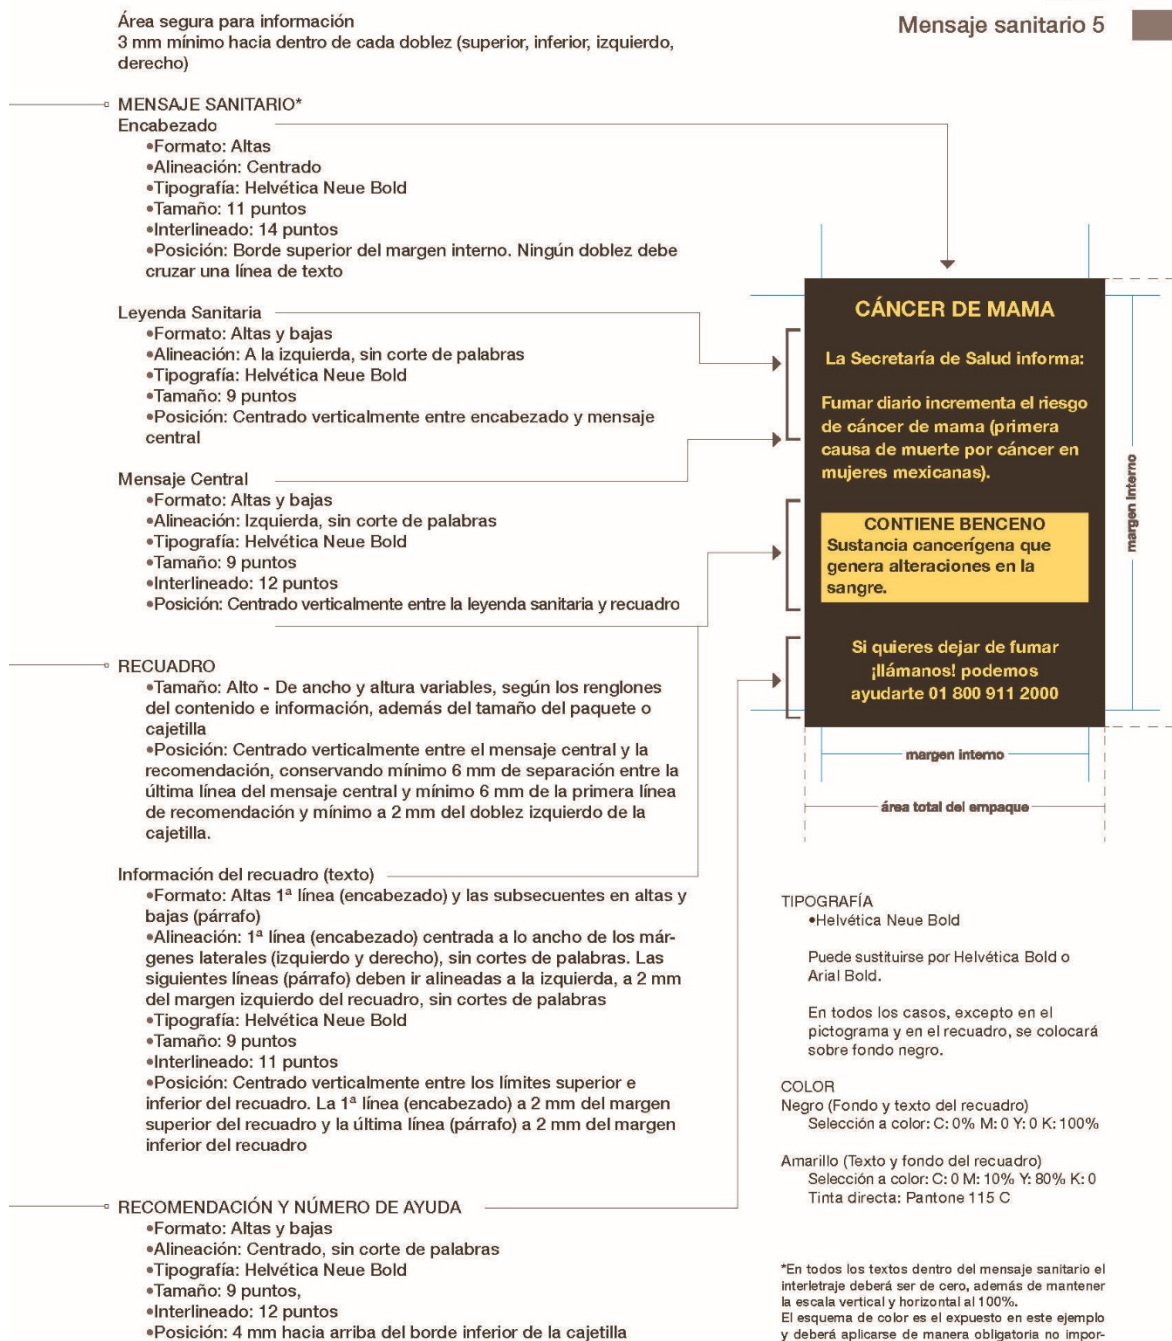 Área segura para información
3 mm mínimo hacia dentro de cada doblez (superior, inferior, izquierdo,
derecho)
Mensaje sanitario 5
MENSAJE SANITARIO*
Encabezado
•Formato: Altas
•Alineación: Centrado
•Tipografía: Helvética Neue Bold
•Tamaño: 11 puntos
•Interlineado: 14 puntos
•Posición: Borde superior del margen interno. Ningún doblez debe
cruzar una línea de texto
Leyenda Sanitaria
•Formato: Altas y bajas
•Alineación: A la izquierda, sin corte de palabras
•Tipografía: Helvética Neue Bold
•Tamaño: 9 puntos
•Posición: Centrado verticalmente entre encabezado y mensaje
central
Mensaje Central
•Formato: Altas y bajas
•Alineación: Izquierda, sin corte de palabras
•Tipografía: Helvética Neue Bold
•Tamaño: 9 puntos
•Interlineado: 12 puntos
•Posición: Centrado verticalmente entre la leyenda sanitaria y recuadro
RECUADRO
•Tamaño: Alto - De ancho y altura variables, según los renglones
del contenido e información, además del tamaño del paquete o
cajetilla
•Posición: Centrado verticalmente entre el mensaje central y la
recomendación, conservando mínimo 6 mm de separación entre la
última línea del mensaje central y mínimo 6 mm de la primera línea
de recomendación y mínimo a 2 mm del doblez izquierdo de la
cajetilla.
Información del recuadro (texto)
•Formato: Altas 1ª línea (encabezado) y las subsecuentes en altas y
bajas (párrafo)
•Alineación: 1ª línea (encabezado) centrada a lo ancho de los már-
genes laterales (izquierdo y derecho), sin cortes de palabras. Las
siguientes líneas (párrafo) deben ir alineadas a la izquierda, a 2 mm
del margen izquierdo del recuadro, sin cortes de palabras
•Tipografía: Helvética Neue Bold
•Tamaño: 9 puntos
•Interlineado: 11 puntos
•Posición: Centrado verticalmente entre los límites superior e
inferior del recuadro. La 1ª línea (encabezado) a 2 mm del margen
superior del recuadro y la última línea (párrafo) a 2 mm del margen
inferior del recuadro
RECOMENDACIÓN Y NÚMERO DE AYUDA
•Formato: Altas y bajas
•Alineación: Centrado, sin corte de palabras
•Tipografía: Helvética Neue Bold
•Tamaño: 9 puntos,
•Interlineado: 12 puntos
•Posición: 4 mm hacia arriba del borde inferior de la cajetilla
CÁNCER DE MAMA
La Secretaría de Salud informa:
Fumar diario incrementa el riesgo
de cáncer de mama (primera
causa de muerte por cáncer en
mujeres mexicanas).
CONTIENE BENCENO
Sustancia cancerígena que
genera alteraciones en la
sangre.
Si quieres dejar de fumar
¡llámanos! podemos
ayudarte 01 800 911 2000
margen interno
margen interno
área total del empaque
TIPOGRAFÍA
•Helvética Neue Bold
Puede sustituirse por Helvética Bold o
Arial Bold.
En todos los casos, excepto en el
pictograma y en el recuadro, se colocará
sobre fondo negro.
COLOR
Negro (Fondo y texto del recuadro)
Selección a color: C: 0% M: 0 Y: 0 K: 100%
Amarillo (Texto y fondo del recuadro)
Selección a color: C: 0 M: 10% Y: 80% K: 0
Tinta directa: Pantone 115 C
*En todos los textos dentro del mensaje sanitario el
interletraje deberá ser de cero, además de mantener
la escala vertical y horizontal al 100%.
El esquema de color es el expuesto en este ejemplo
y deberá aplicarse de manera obligatoria no impor-